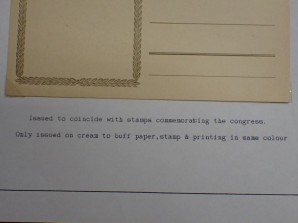 Issued to coincide with stamps commemorating the congress.
Only issued on cream to buff paper,stamp & printing in same colour